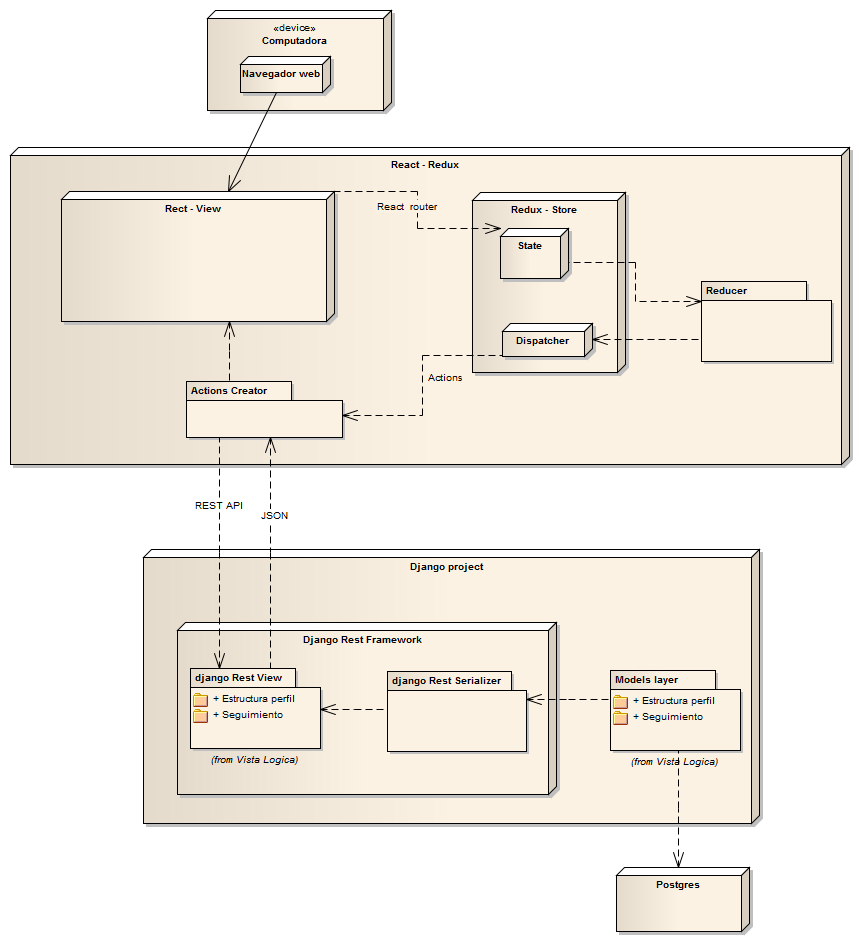 «device»
Computadora
Navegador web
React - Redux
Rect - View
React router
Redux - Store
State
Reducer
Dispatcher
Actions
Actions Creator
REST API
JSON
Django project
Django Rest Framework
django Rest View
+ Estructura perfil
+ Seguimiento
(from Vista Logica)
django Rest Serializer
Models layer
+ Estructura perfil
+ Seguimiento
(from Vista Logica)
Postgres